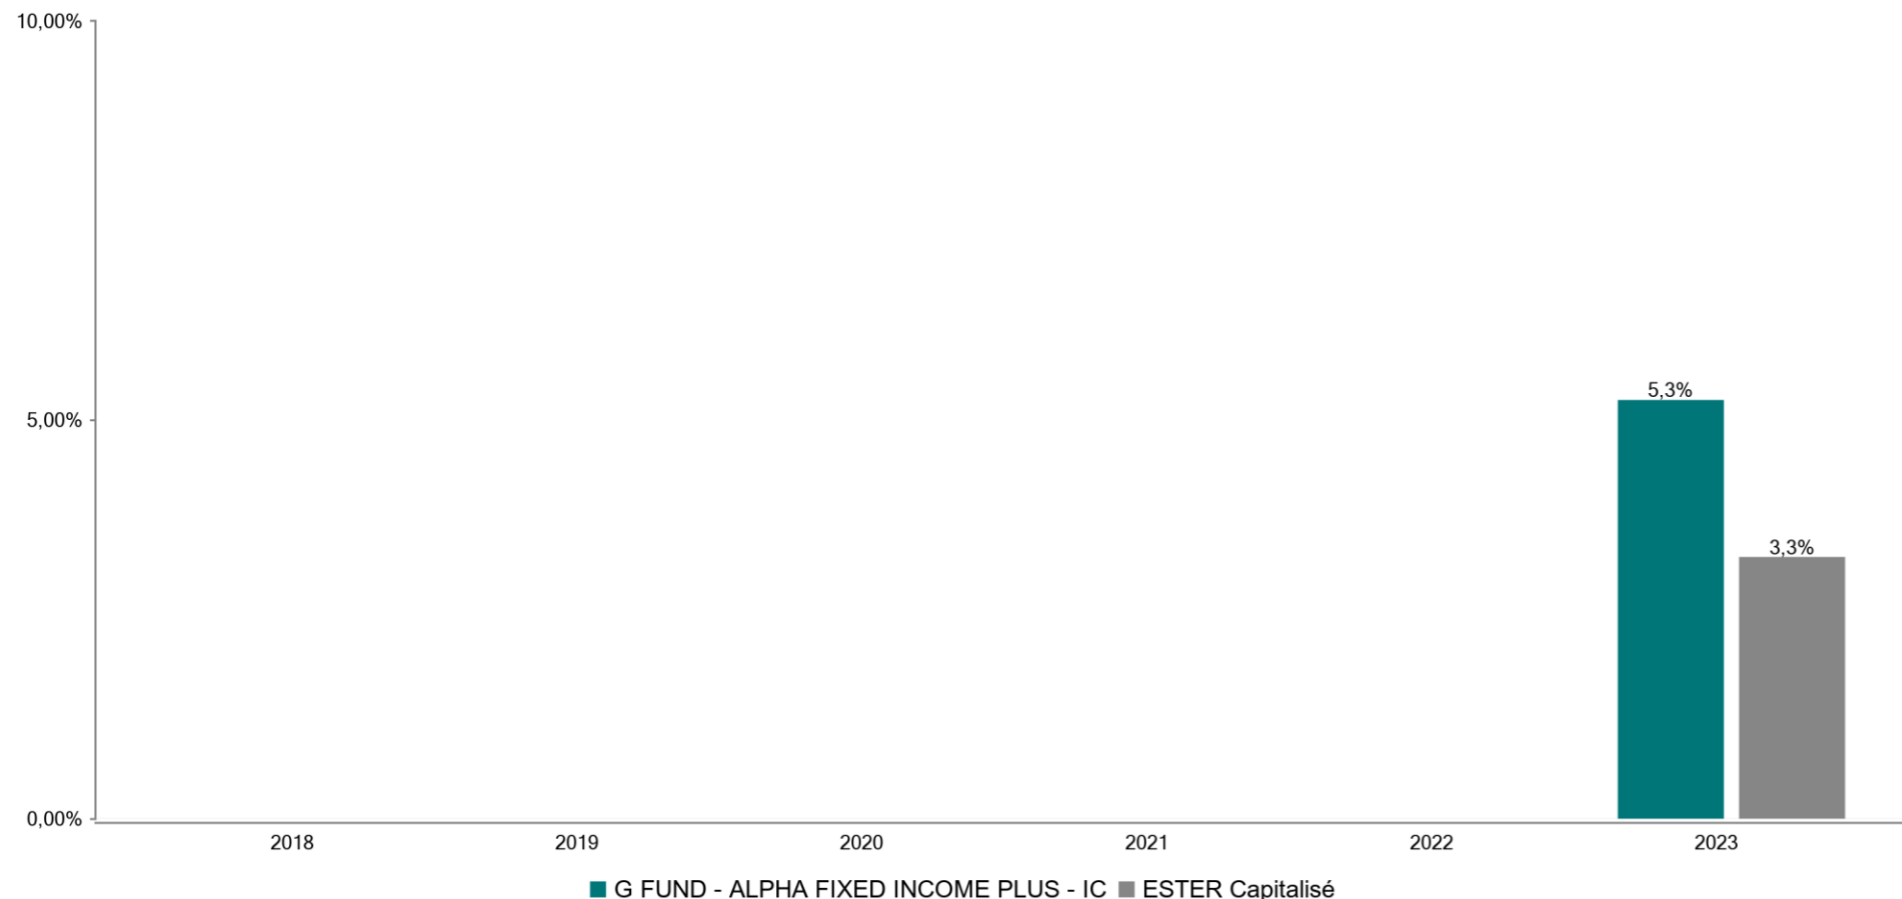 10,00%
5,3%
5,00%
3,3%
0,00%
2018 2019 2020 2021 2022 2023
G FUND - ALPHA FIXED INCOME PLUS - IC ESTER Capitalisé